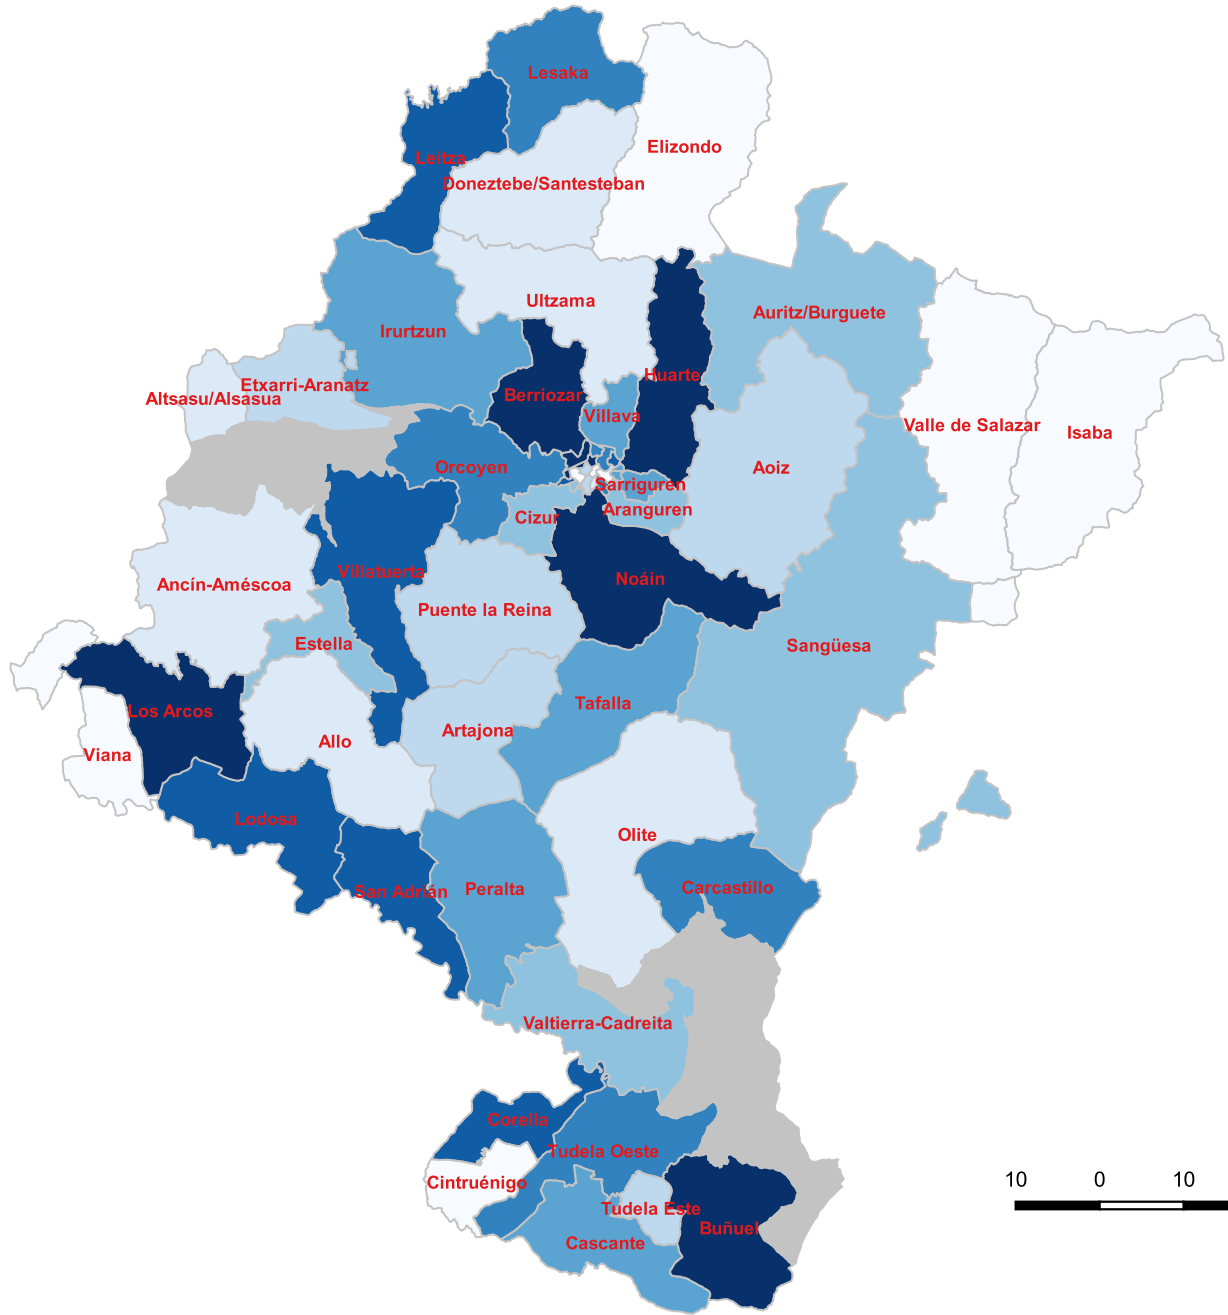 Lesaka
Elizondo
Leitza
Doneztebe/Santesteban
Ultzama
Auritz/Burguete
Irurtzun
Huarte
Etxarri-Aranatz
Altsasu/Alsasua
Berriozar
Villava
Valle de Salazar
Isaba
Orcoyen
Aoiz
Sarriguren
Aranguren
Cizur
Villatuerta
Noáin
Ancín-Améscoa
Puente la Reina
Estella
Sangüesa
Tafalla
Los Arcos
Artajona
Allo
Viana
Lodosa
Olite
San Adrián
Peralta
Carcastillo
Valtierra-Cadreita
Corella
Tudela Oeste
Cintruénigo
Tudela Este
Buñuel
Cascante
10 0 10